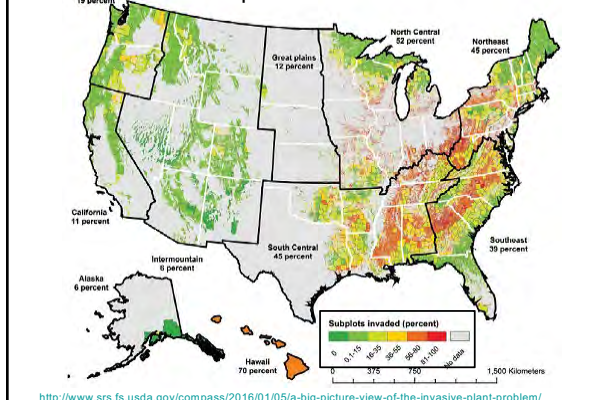 19 percent
North Central
52 percent
Northeast
45 percent
Great plains
12 percent
California
11 percent
Intermountain
6 percent
South Central
45 percent
Southeast
39 percent
Alaska
6 percent
Hawaii
70 percent
Subplots invaded (percent)
0
0.1-15
16-35
36-55
56-80
81-100
No data
0 375 750 1,500 Kilometers
http://www.srs.fs.usda.gov/compass/2016/01/05/a-big-picture-view-of-the-invasive-plant-problem/